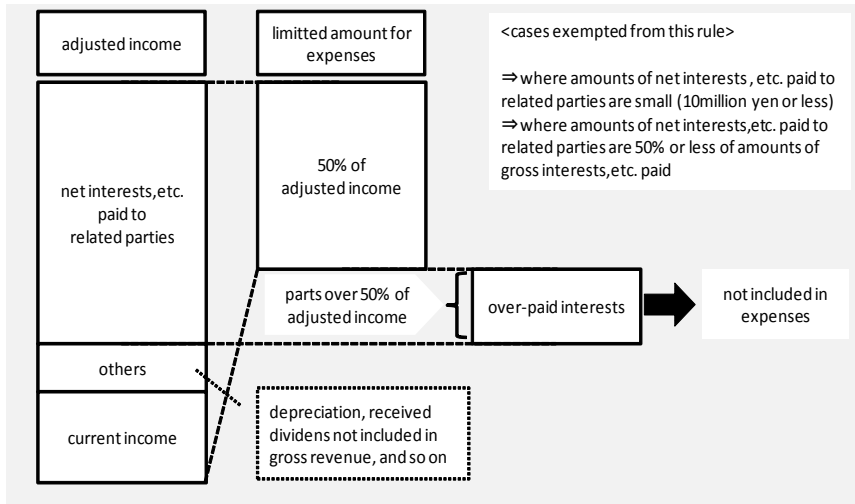 adjusted income
limitted amount for
expenses
<cases exempted from this rule>
⇒where amounts of net interests , etc. paid to
related parties are small (10million yen or less)
⇒where amounts of net interests,etc. paid to
related parties are 50% or less of amounts of
gross interests,etc. paid
net interests,etc.
paid to
related parties
50% of
adjusted income
parts over 50% of
adjusted income
over-paid interests
not included in
expenses
others
current income
depreciation, received
dividens not included in
gross revenue, and so on